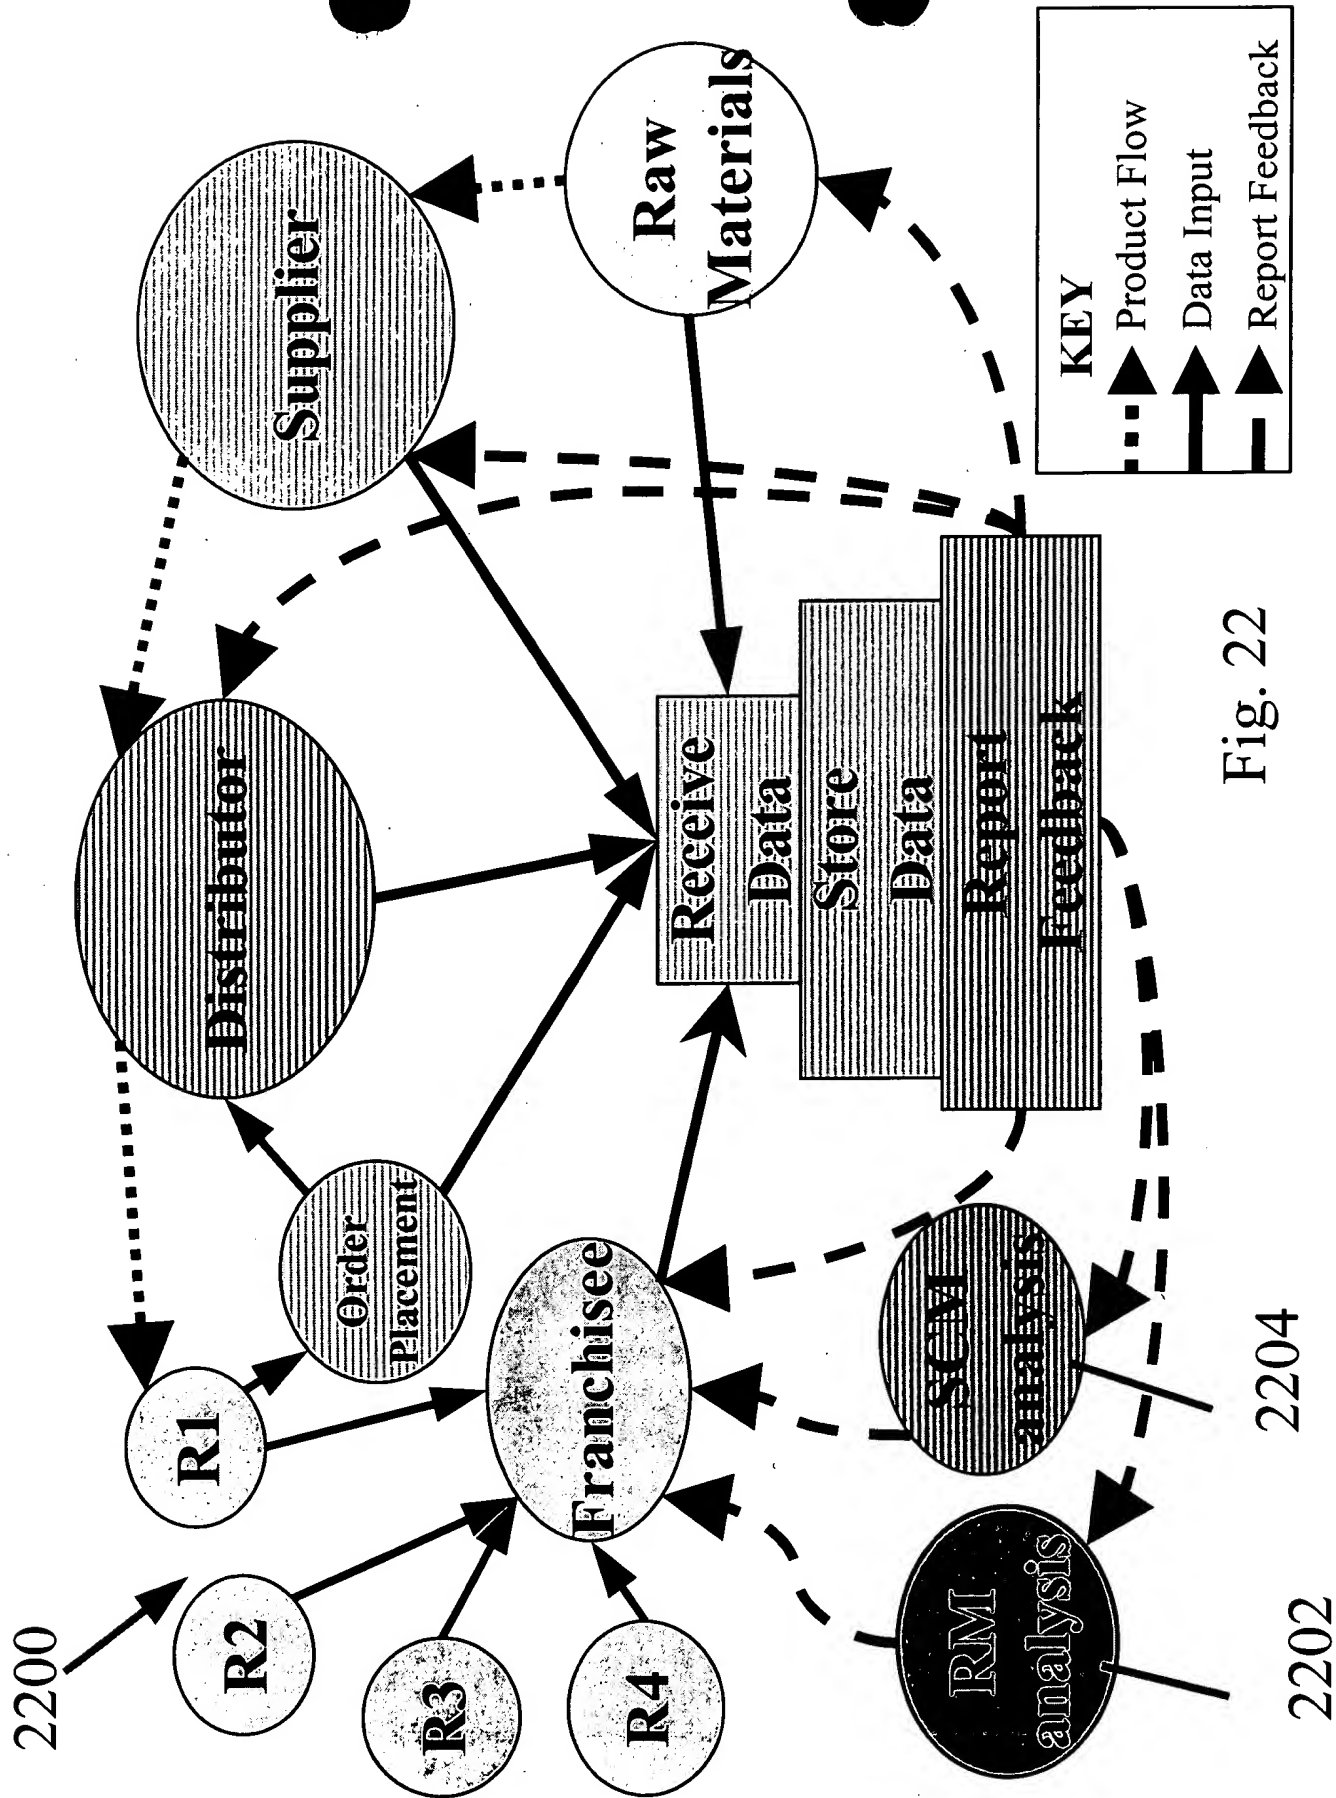 2200
R1
R2
R3
R4
Order
Placement
Distributor
Supplier
Franchisee
Receive
Data
Store
Data
Report
Feedback
Raw
Materials
RM
analysis
SCM
analysis
2202
2204
KEY
Product Flow
Data Input
Report Feedback
Fig. 22